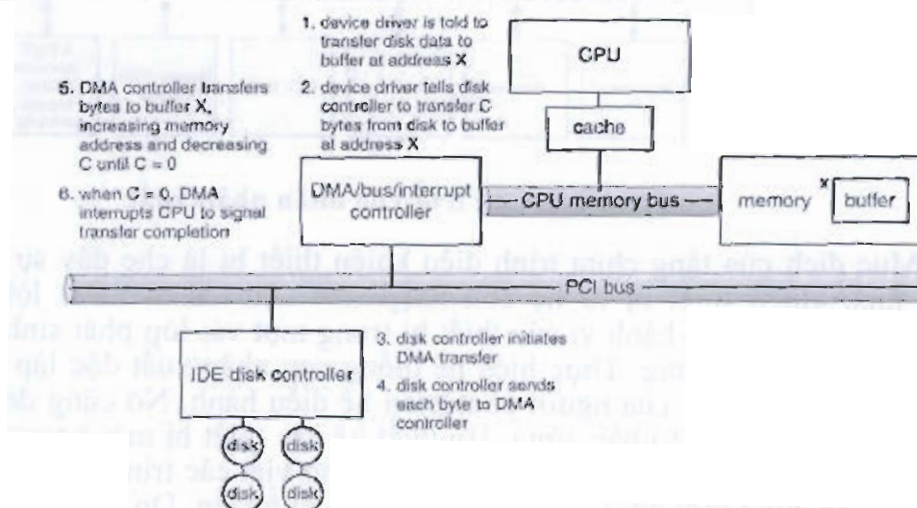 1. device driver is told to
transfer disk data to
buffer at address X
2. device driver tells disk
controller to transfer C
bytes from disk to buffer
at address X
5. DMA controller transfers
bytes to buffer X,
increasing memory
address and decreasing
C until C = 0
6. when C = 0, DMA
interrupts CPU to signal
transfer completion
CPU
cache
DMA/bus/interrupt
controller
CPU memory bus
memory
X
buffer
PCI bus
3. disk controller initiates
DMA transfer
4. disk controller sends
each byte to DMA
controller
IDE disk controller
disk
disk
disk
disk